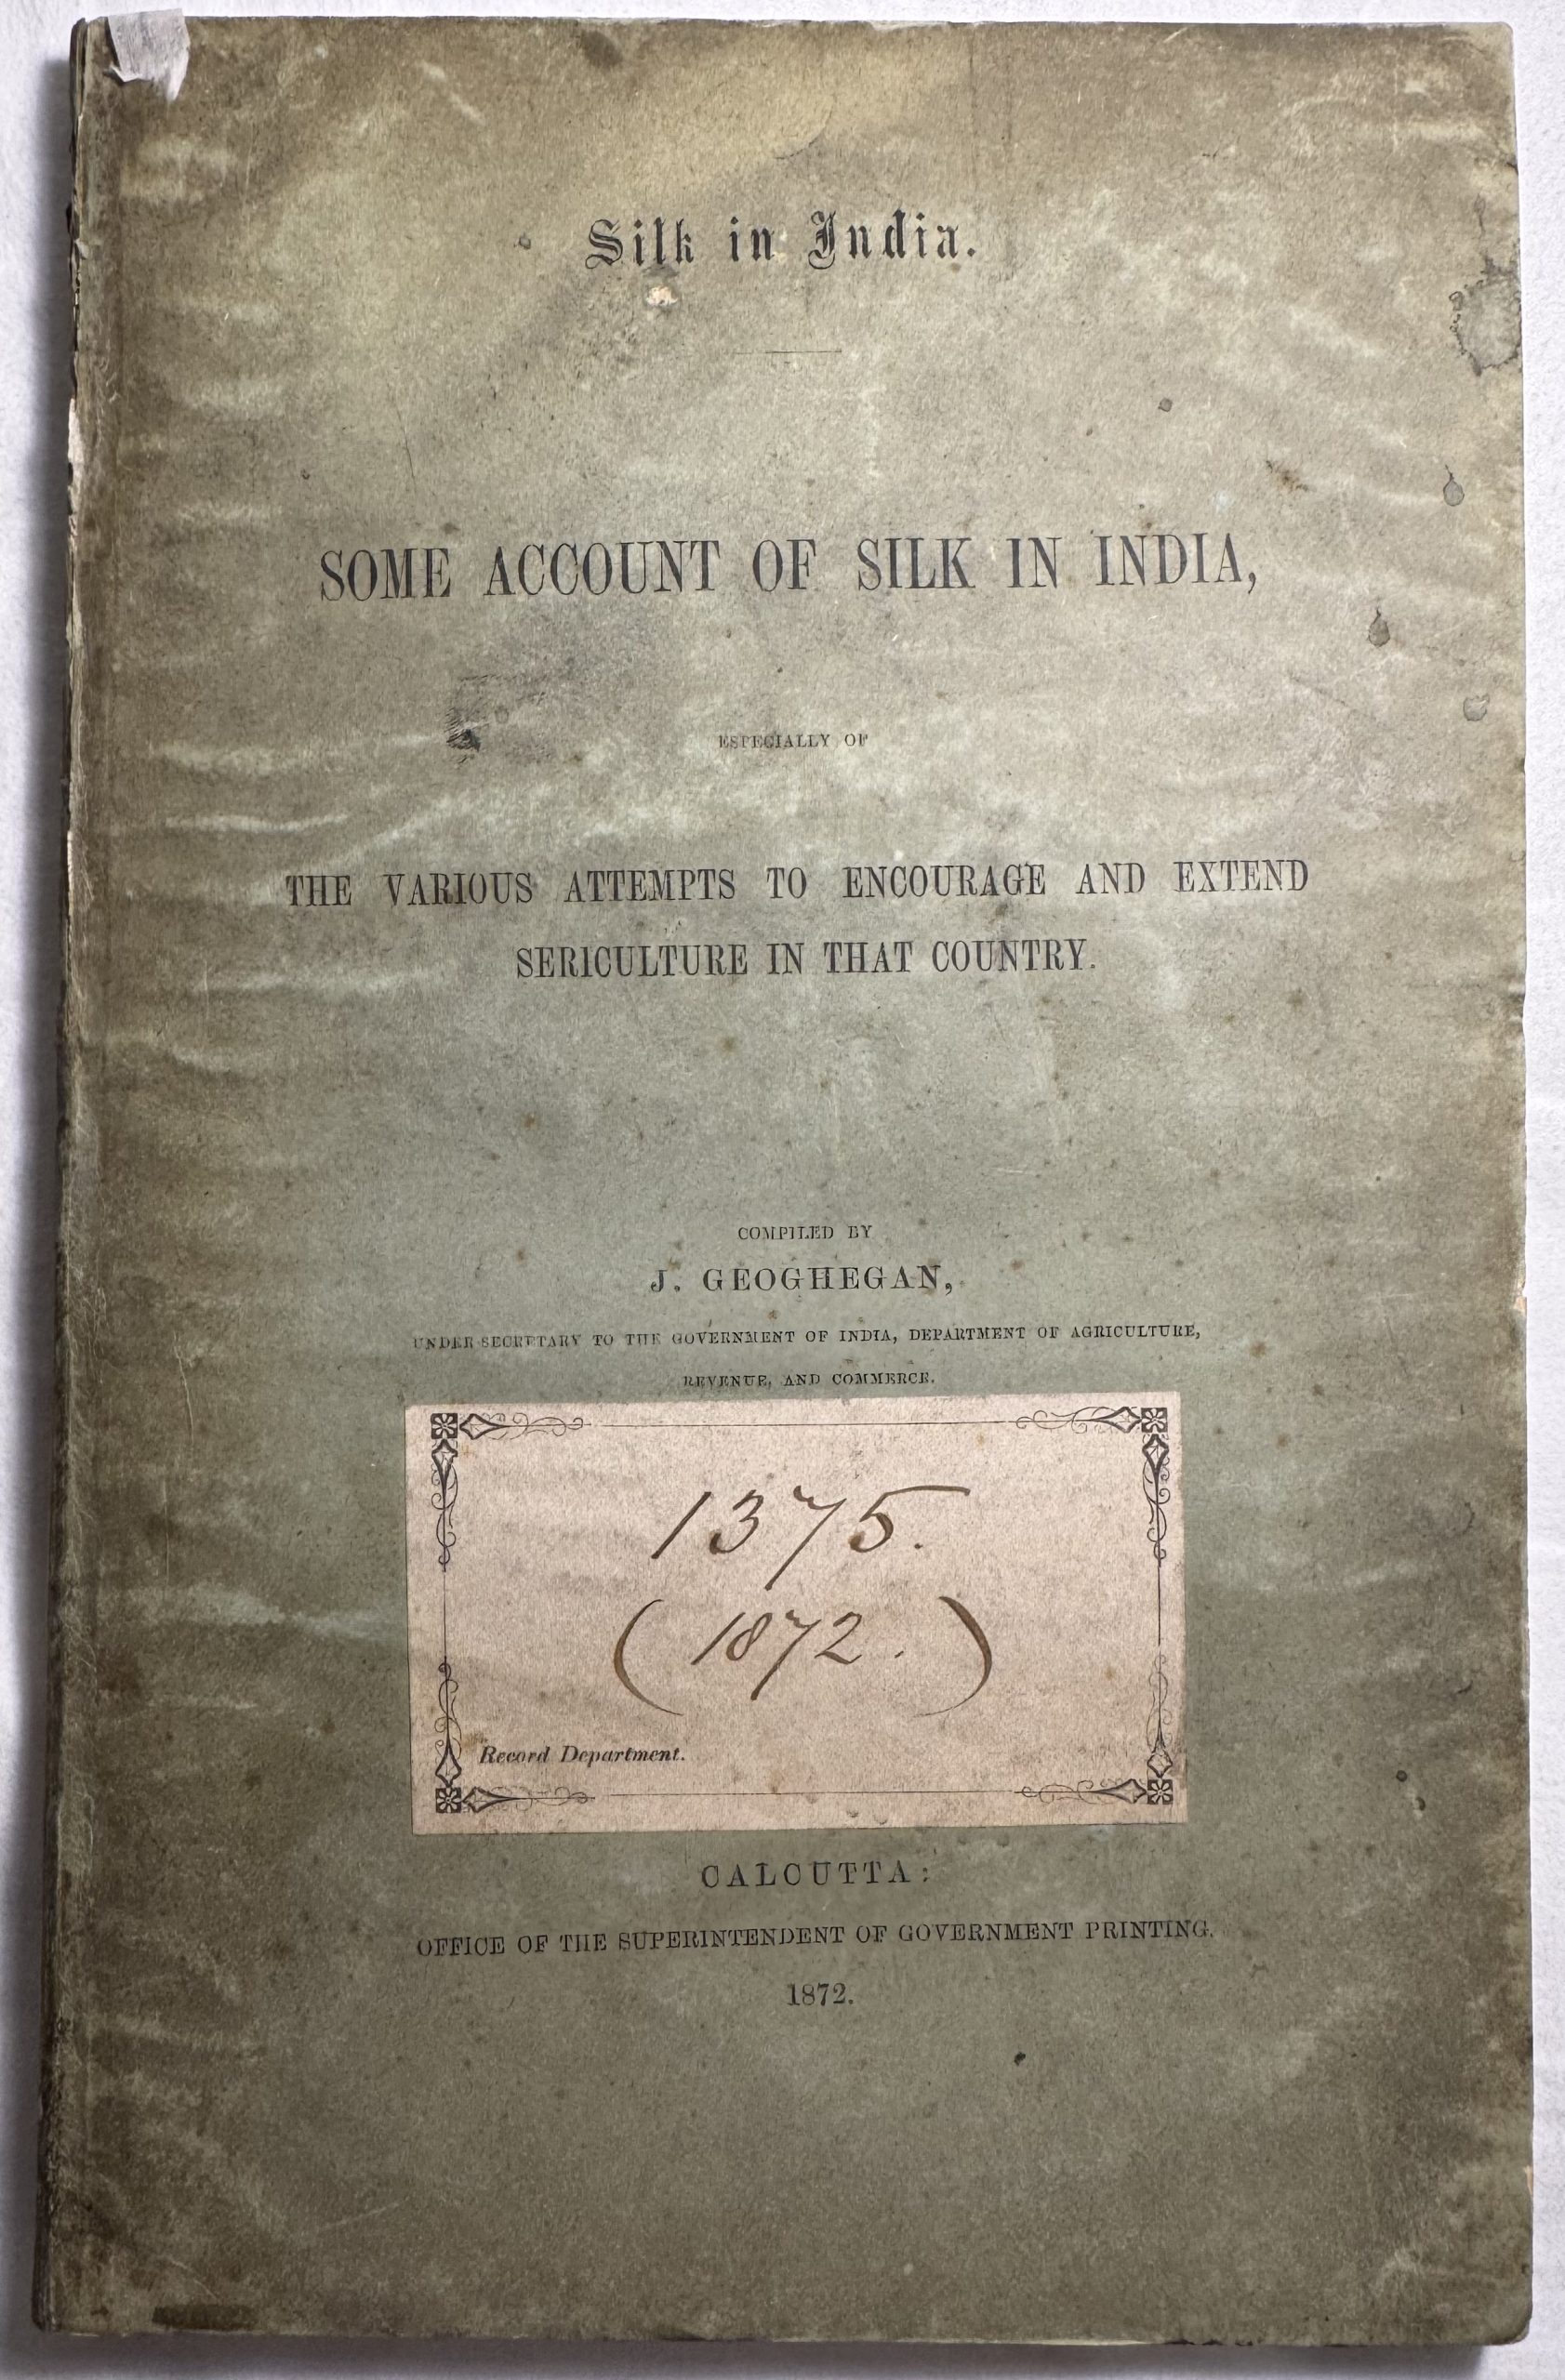 Silk in India.
SOME ACCOUNT OF SILK IN INDIA,
ESPECIALLY OF
THE VARIOUS ATTEMPTS TO ENCOURAGE AND EXTEND
SERICULTURE IN THAT COUNTRY.
COMPILED BY
J. GEOGHEGAN,
UNDER SECRETARY TO THE GOVERNMENT OF INDIA, DEPARTMENT OF AGRICULTURE,
REVENUE, AND COMMERCE.
1375.
(1872.)
Record Department.
CALCUTTA:
OFFICE OF THE SUPERINTENDENT OF GOVERNMENT PRINTING.
1872.